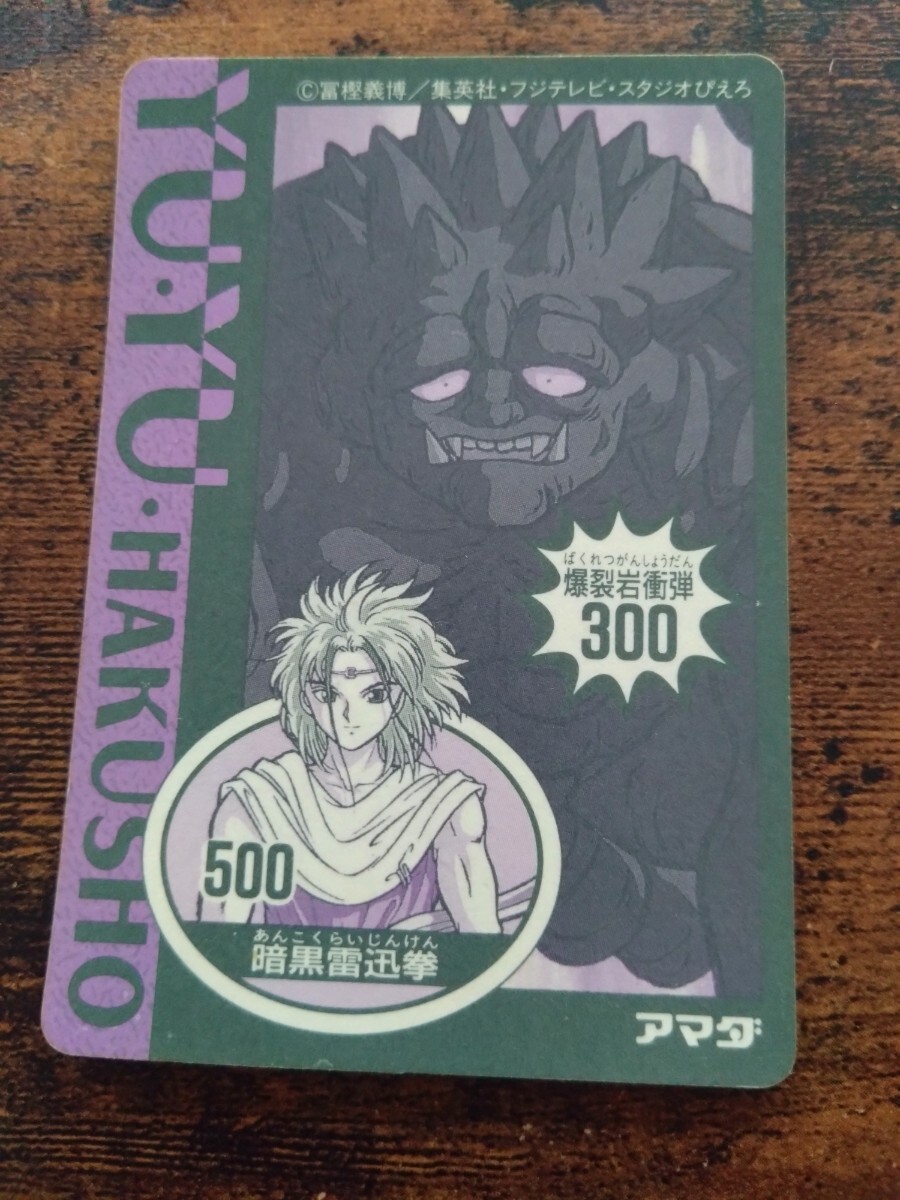 ©冨樫義博／集英社・フジテレビ・スタジオぴえろ
YU・YU・HAKUSHO
ばくれつがんしょうだん
爆裂岩衝弾
300
500
あんこくらいじんけん
暗黒雷迅拳
アマダ